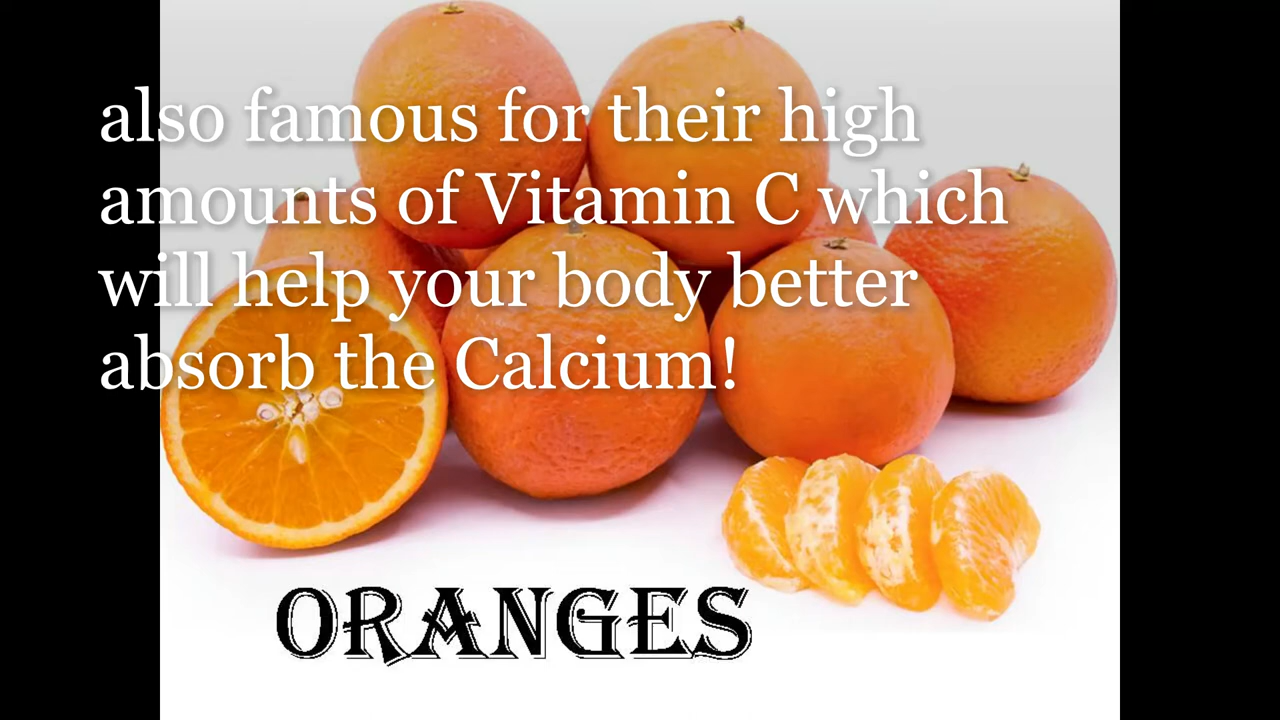 also famous for their high
amounts of Vitamin C which
will help your body better
absorb the Calcium!
ORANGES